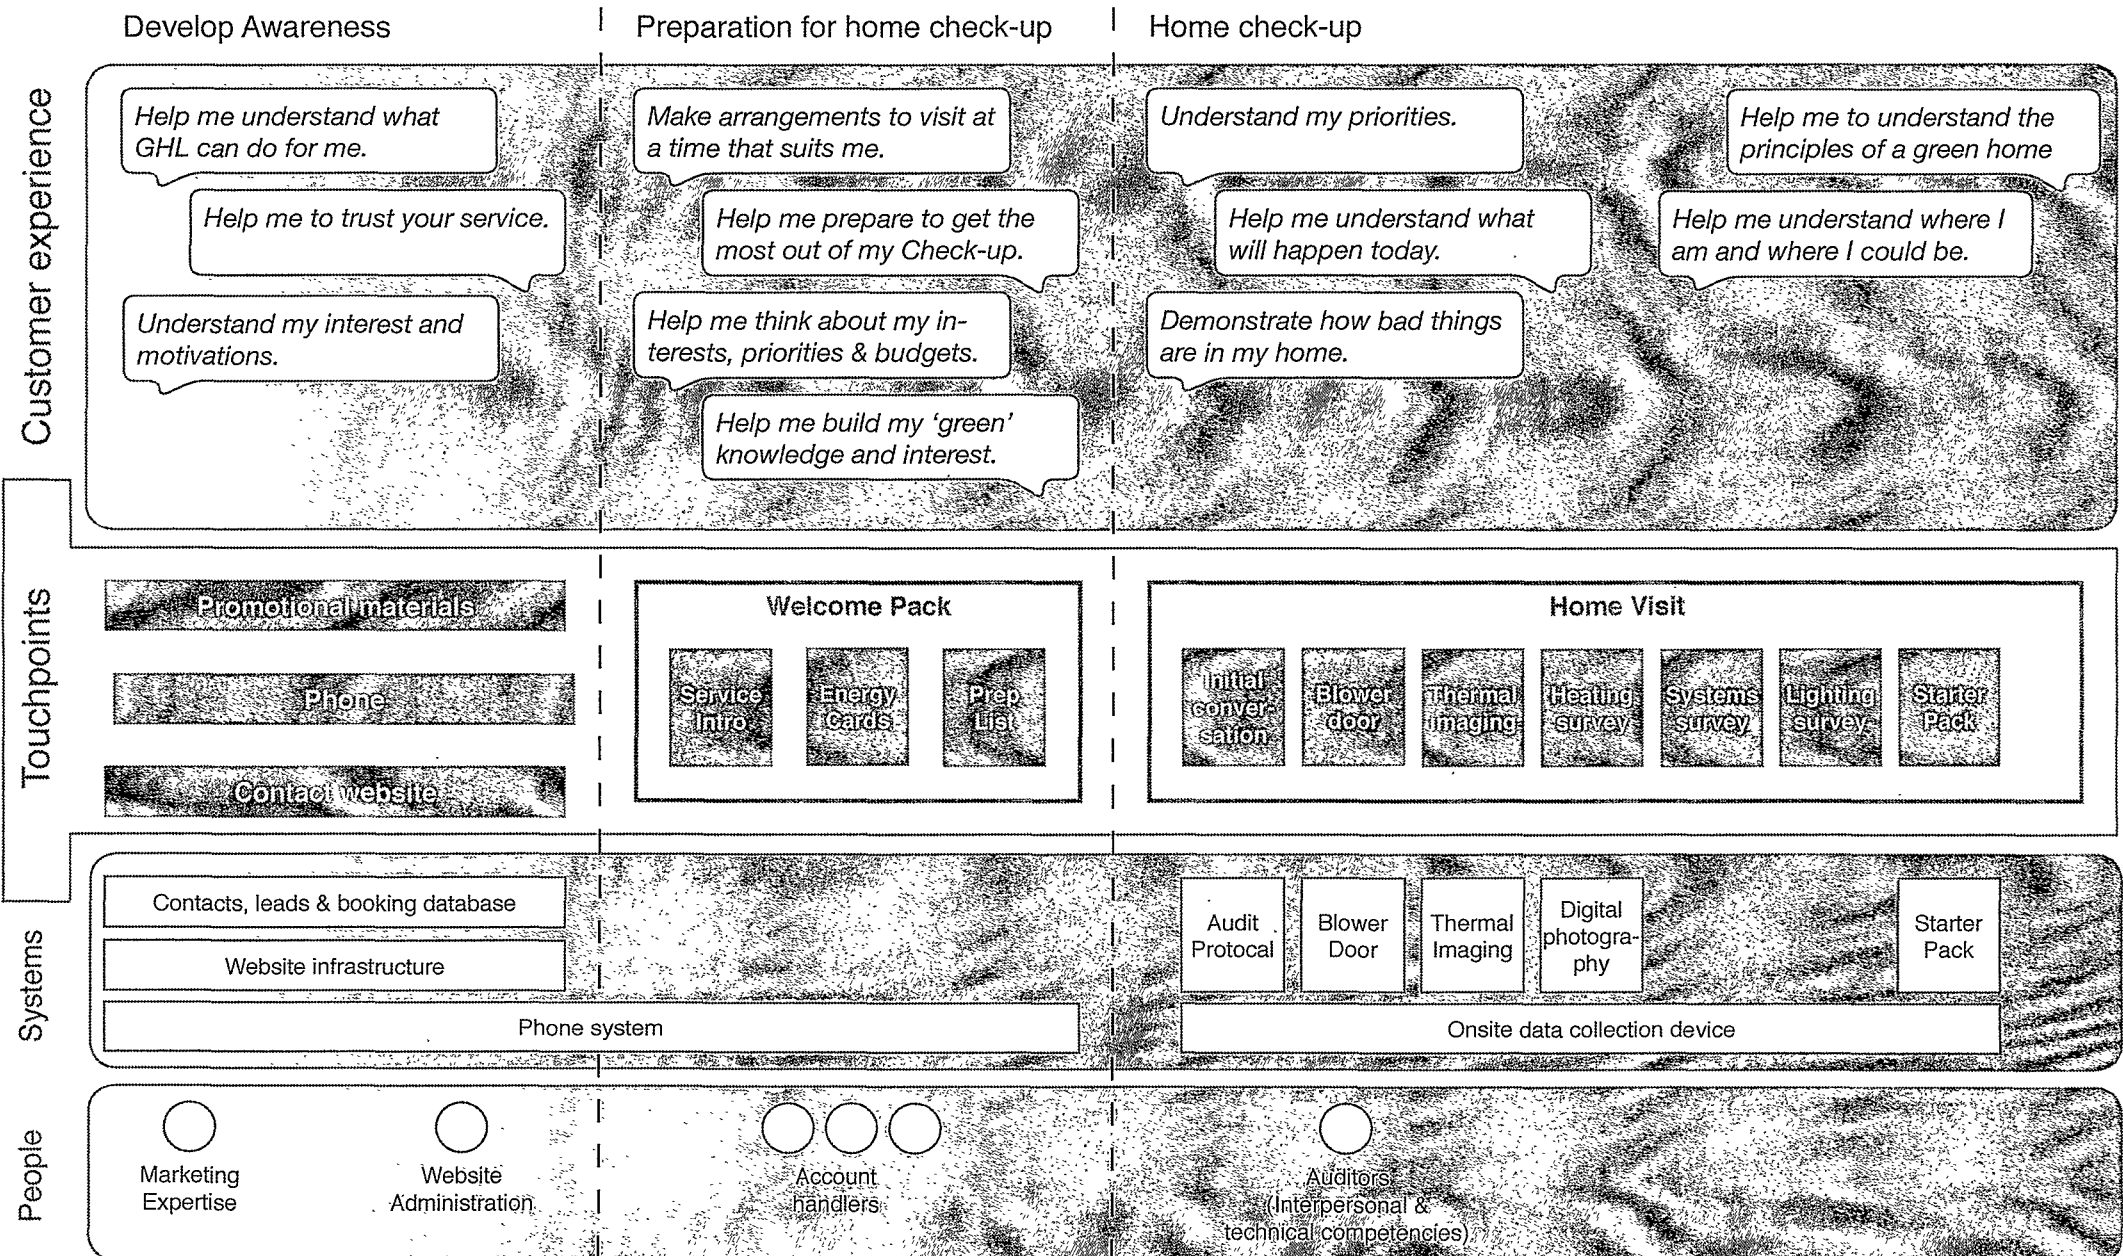 Develop Awareness
Preparation for home check-up
Home check-up
Customer experience
Help me understand what
GHL can do for me.
Help me to trust your service.
Understand my interest and
motivations.
Make arrangements to visit at
a time that suits me.
Help me prepare to get the
most out of my Check-up.
Help me think about my in-
terests, priorities & budgets.
Help me build my ‘green’
knowledge and interest.
Understand my priorities.
Help me understand what
will happen today.
Demonstrate how bad things
are in my home.
Help me to understand the
principles of a green home
Help me understand where I
am and where I could be.
Touchpoints
Promotional materials
Phone
Contact website
Welcome Pack
Service
Intro
Energy
Cards
Prep
List
Home Visit
Initial
conver-
sation
Blower
door
Thermal
imaging
Heating
survey
Systems
survey
Lighting
survey
Starter
Pack
Systems
Contacts, leads & booking database
Website infrastructure
Phone system
Audit
Protocal
Blower
Door
Thermal
Imaging
Digital
photogra-
phy
Starter
Pack
Onsite data collection device
People
Marketing
Expertise
Website
Administration
Account
handlers
Auditors
(Interpersonal &
technical competencies)